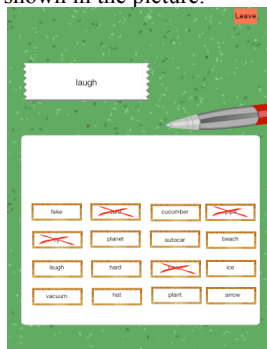 shown in the picture.
Leave
laugh
fake cucumber
planet autocar beach
laugh hard ice
vacuum hat plant arrow